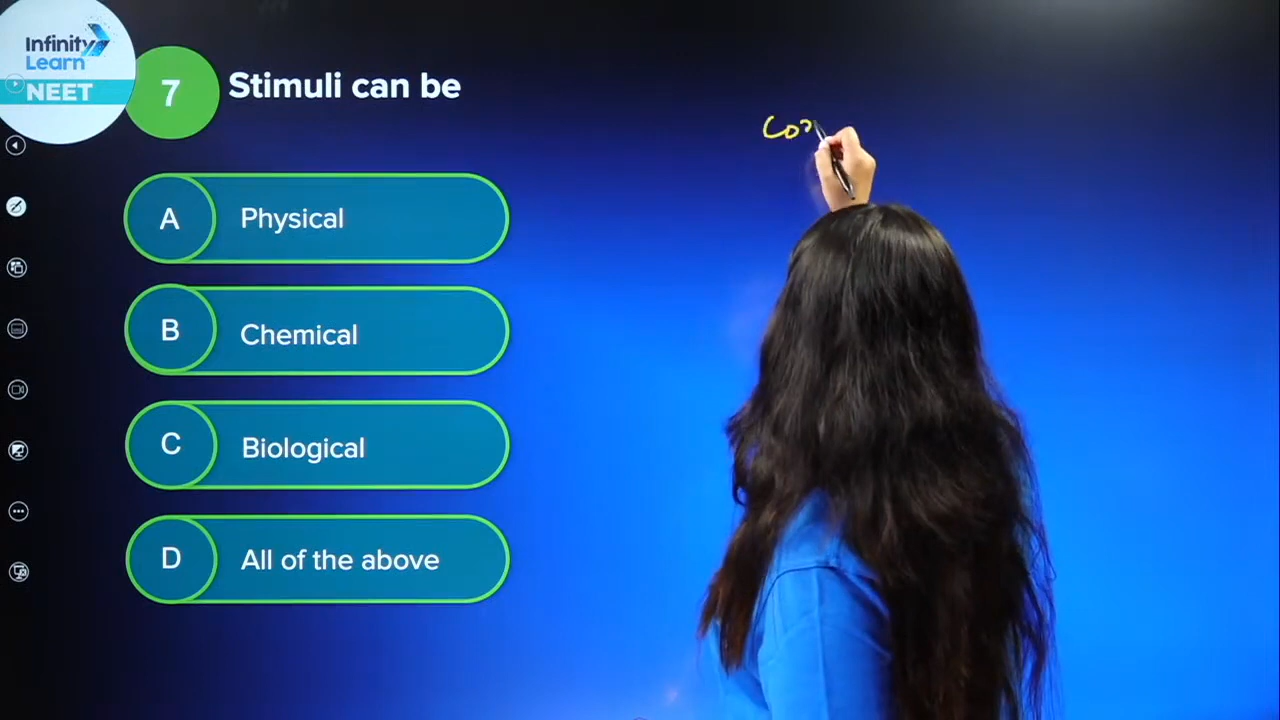 Infinity
Learn
NEET
7
Stimuli can be
A
Physical
B
Chemical
C
Biological
D
All of the above